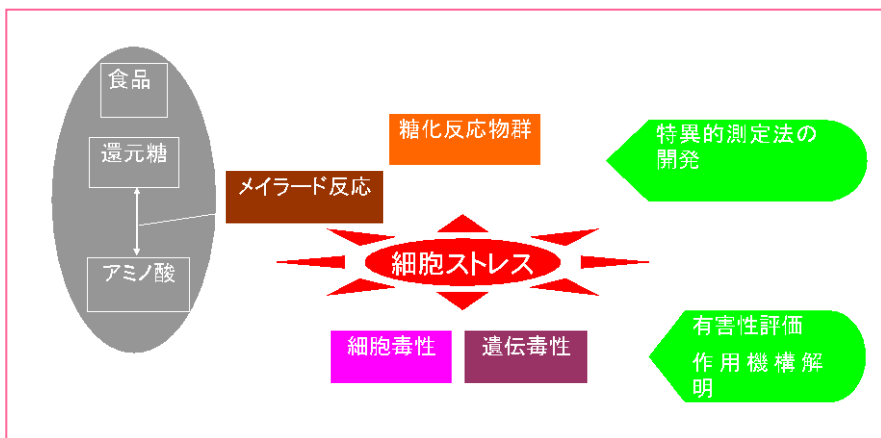 食品
還元糖
アミノ酸
メイラード反応
糖化反応物群
特異的測定法の
開発
細胞ストレス
細胞毒性
遺伝毒性
有害性評価
作用機構解
明